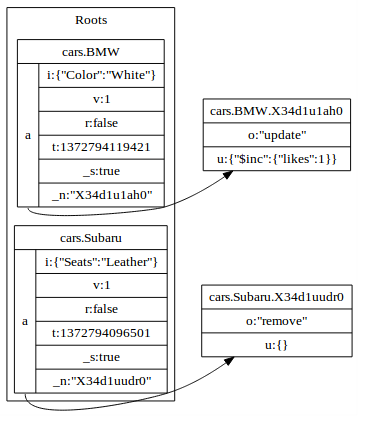 Roots
cars.BMW
a
i:{"Color":"White"}
v:1
r:false
t:1372794119421
_s:true
_n:"X34d1u1ah0"
cars.BMW.X34d1u1ah0
o:"update"
u:{"$inc":{"likes":1}}
cars.Subaru
a
i:{"Seats":"Leather"}
v:1
r:false
t:1372794096501
_s:true
_n:"X34d1uudr0"
cars.Subaru.X34d1uudr0
o:"remove"
u:{}